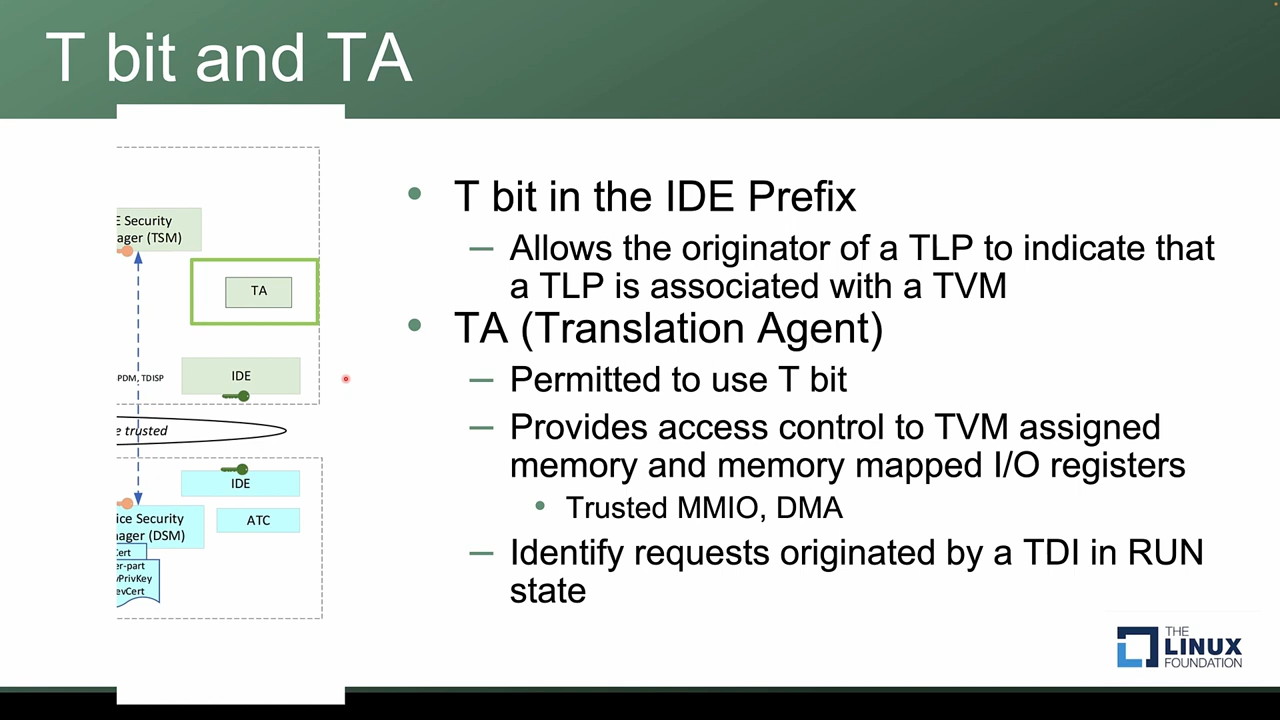 T bit and TA
E Security
ager (TSM)
TA
PDM, TDISP
IDE
e trusted
IDE
ice Security
nager (DSM)
ATC
Cert
er-part
vPrivKey
evCert
• T bit in the IDE Prefix
– Allows the originator of a TLP to indicate that
a TLP is associated with a TVM
• TA (Translation Agent)
– Permitted to use T bit
– Provides access control to TVM assigned
memory and memory mapped I/O registers
• Trusted MMIO, DMA
– Identify requests originated by a TDI in RUN
state
THE
LINUX
FOUNDATION